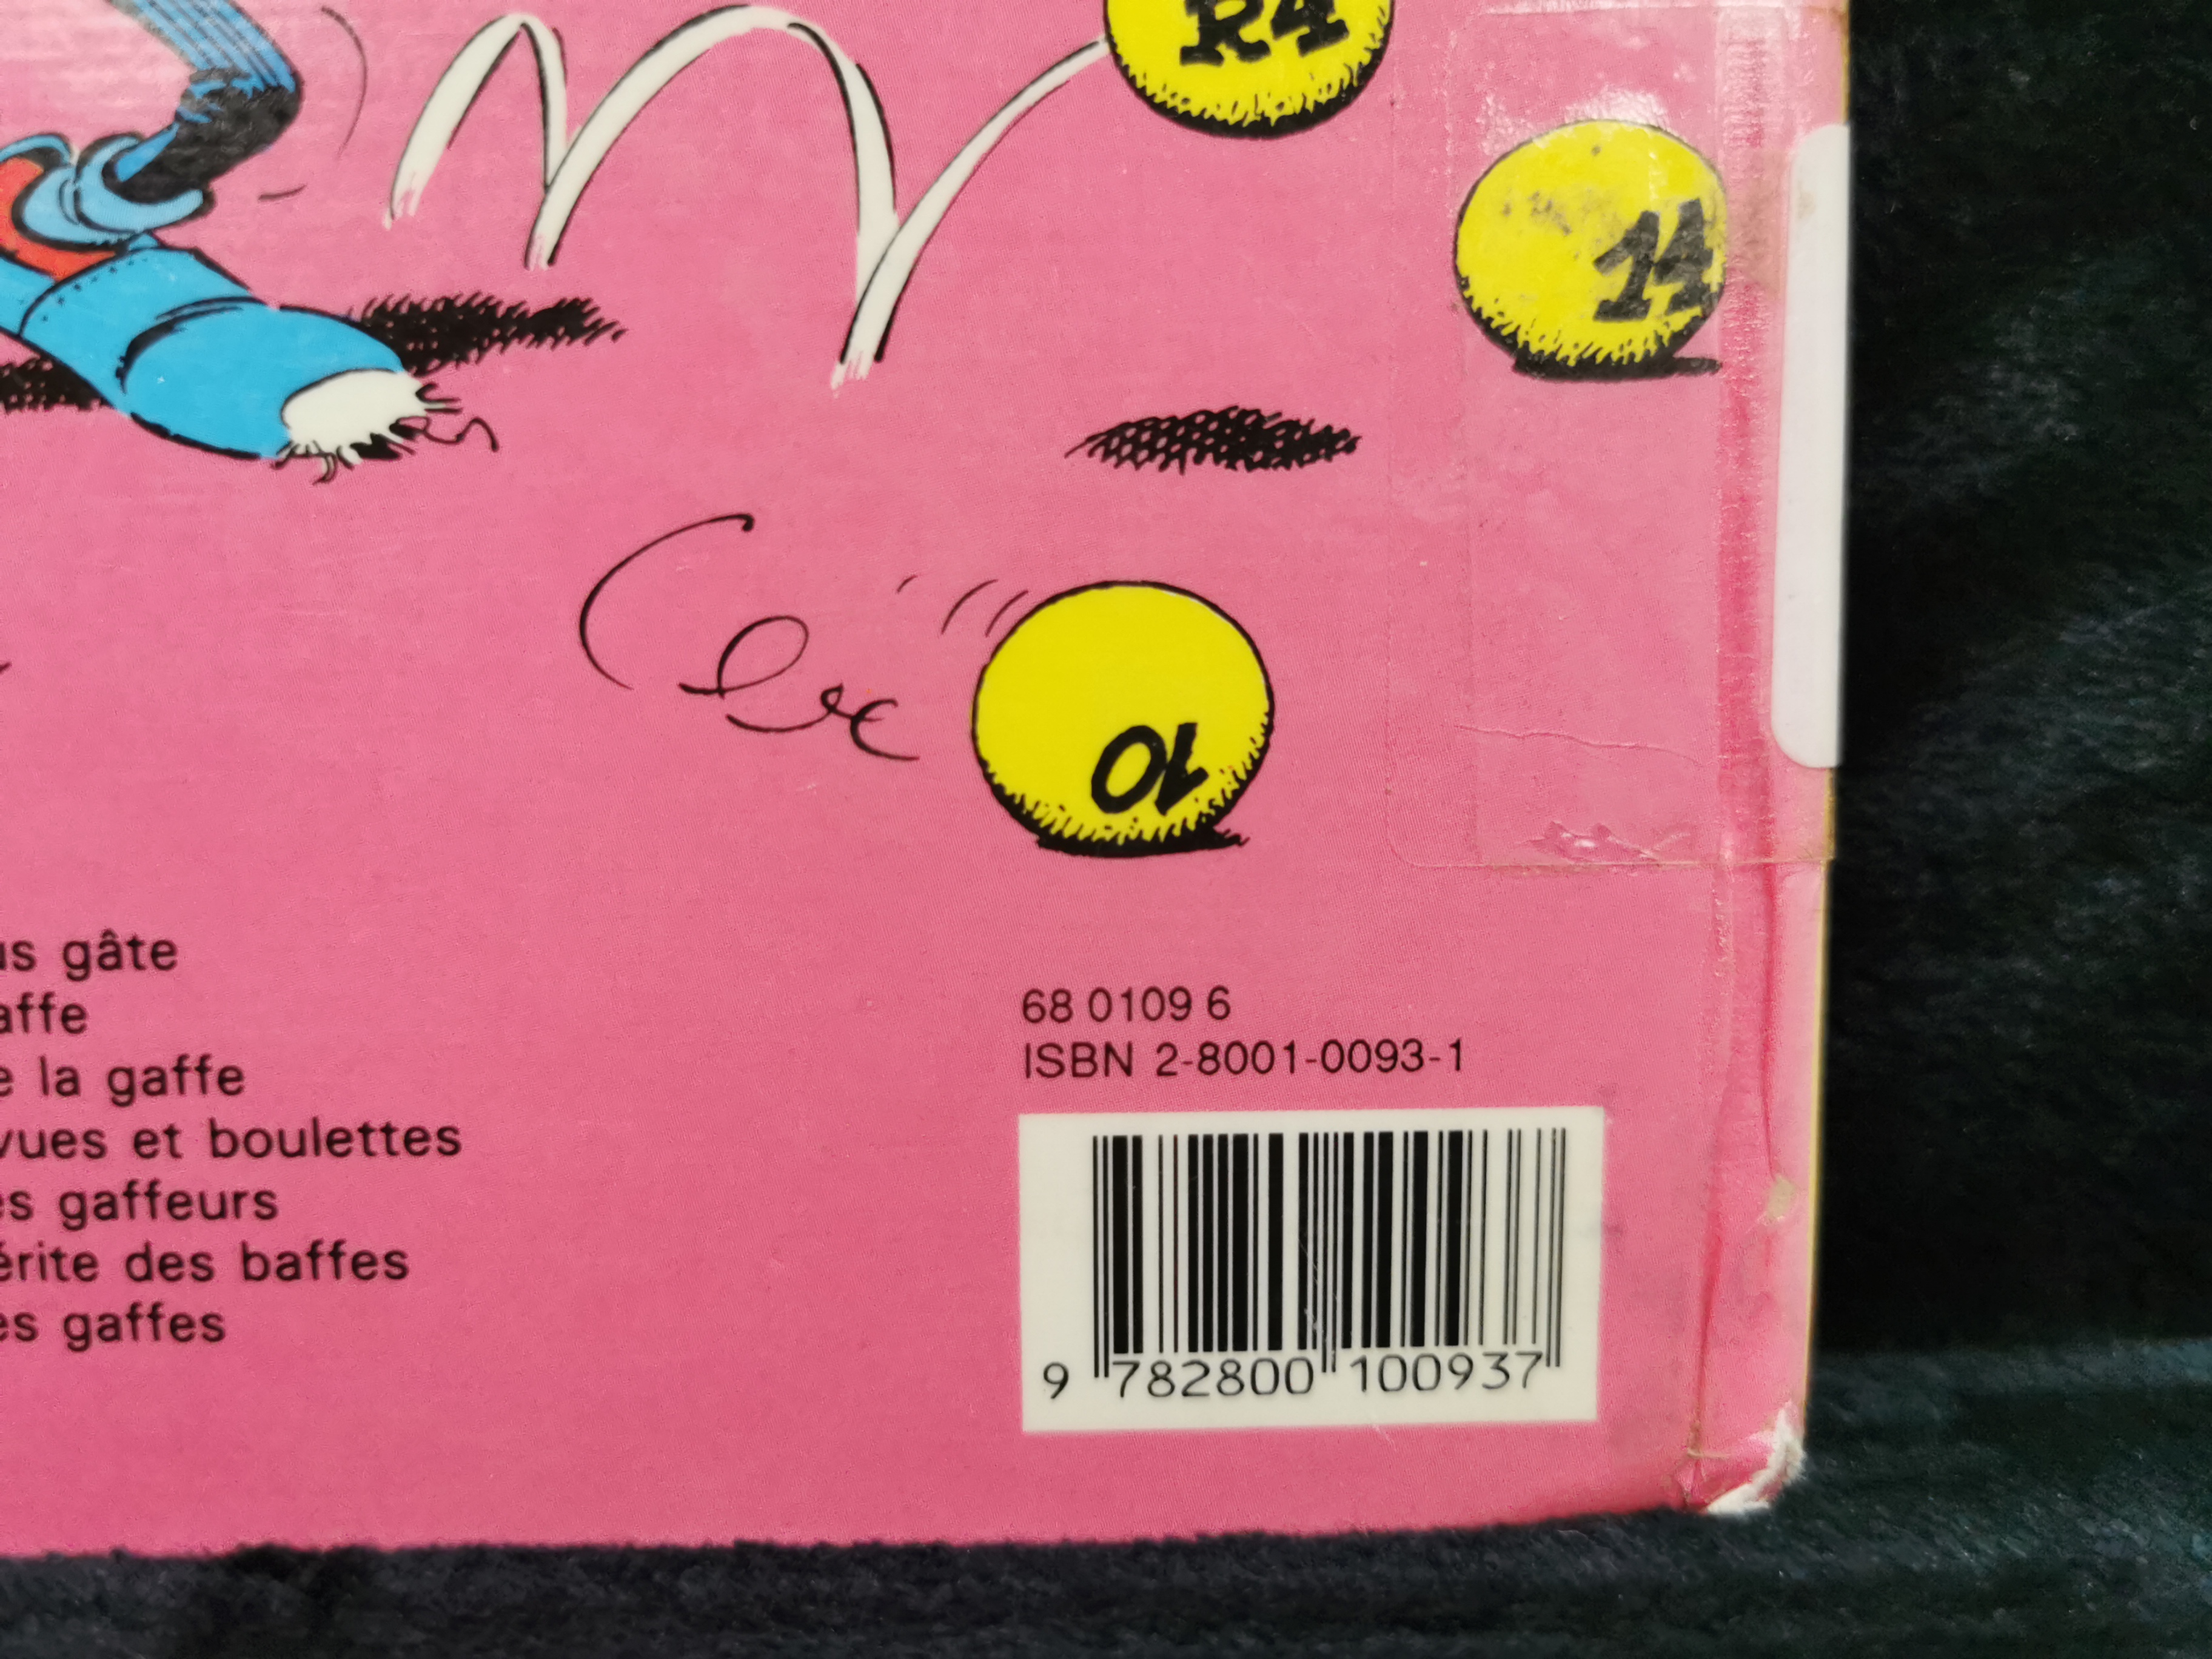 R4
14
10
us gâte
affe
e la gaffe
vues et boulettes
es gaffeurs
érite des baffes
es gaffes
68 0109 6
ISBN 2-8001-0093-1
9 782800 100937